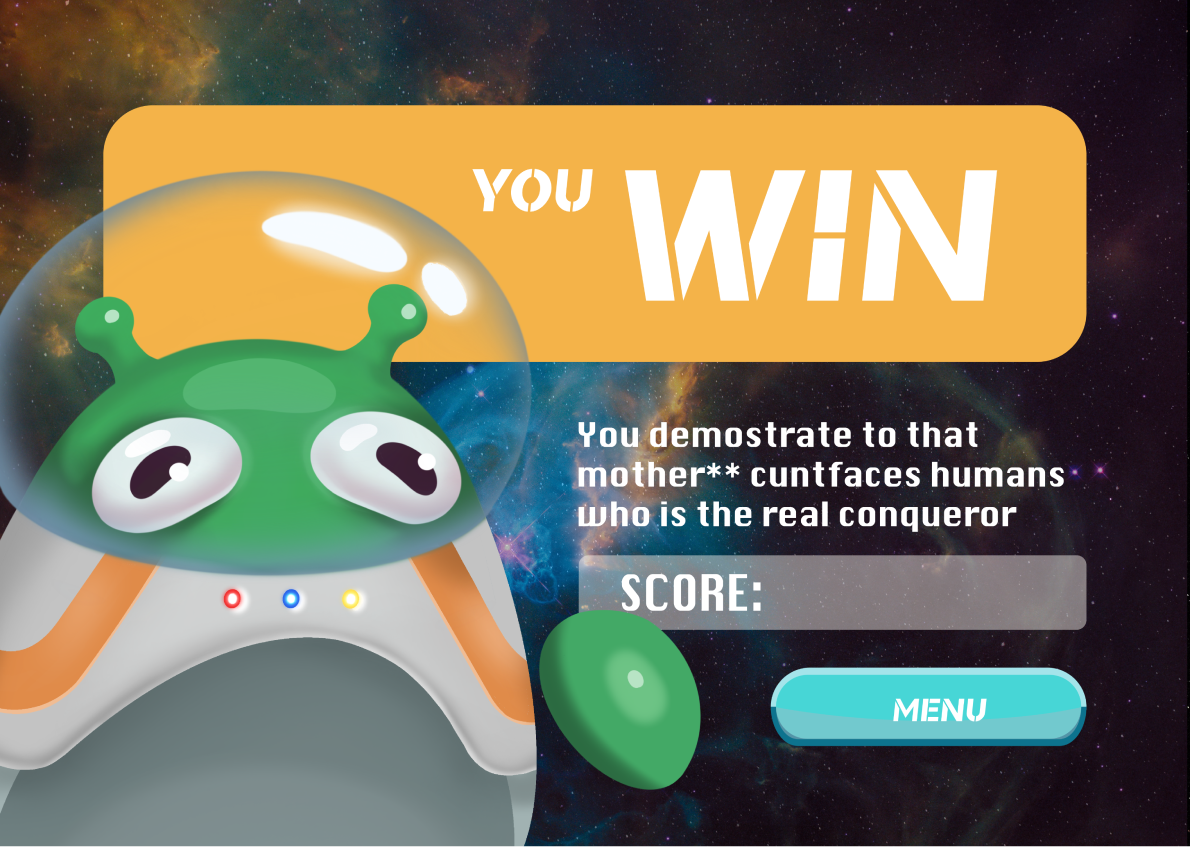 YOU WIN
You demostrate to that
mother** cuntfaces humans
who is the real conqueror
SCORE:
MENU